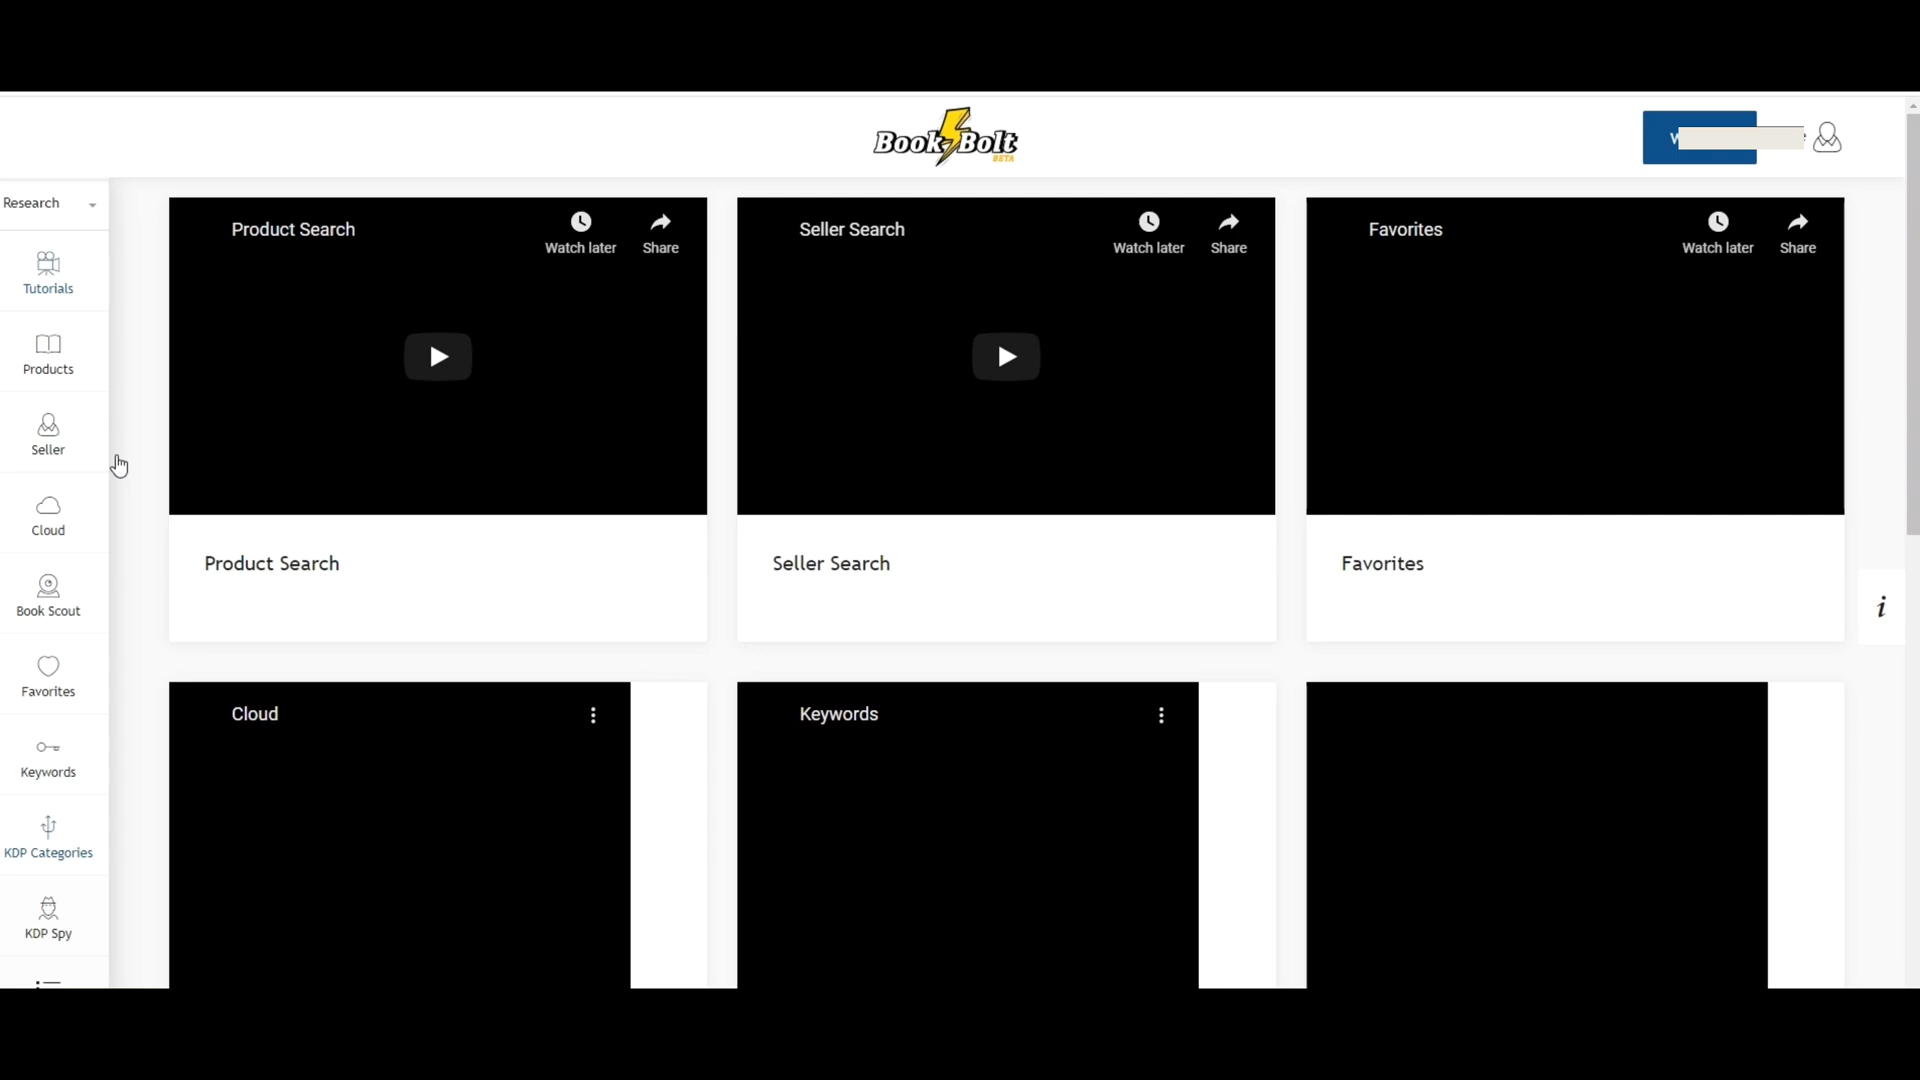 Book Bolt
BETA
Research
Tutorials
Products
Seller
Cloud
Book Scout
Favorites
Keywords
KDP Categories
KDP Spy
Product Search
Watch later
Share
Seller Search
Watch later
Share
Favorites
Watch later
Share
Product Search
Seller Search
Favorites
i
Cloud
Keywords